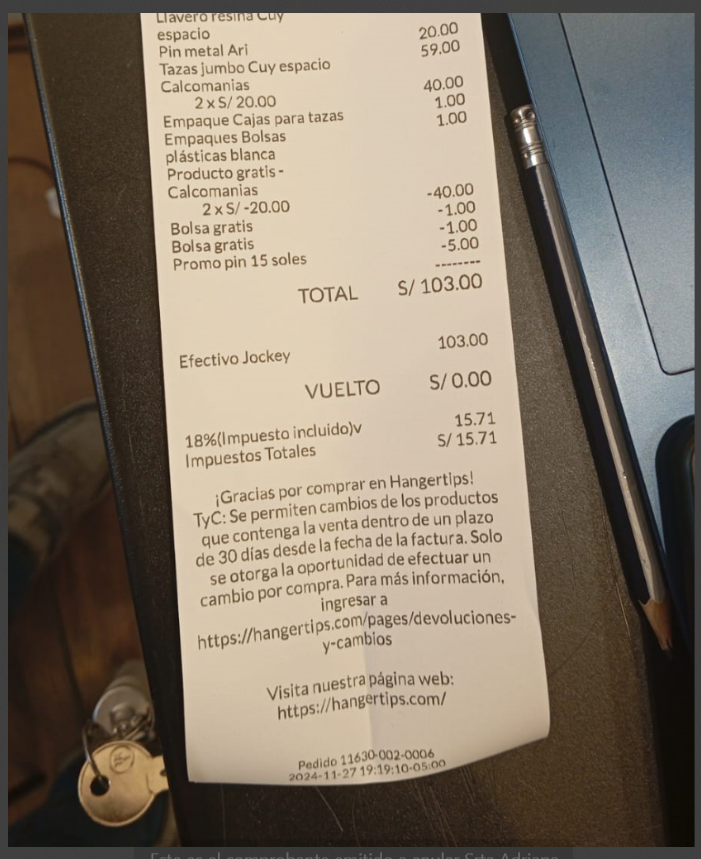 Llavero resina Cuy
espacio 20.00
Pin metal Ari 59.00
Tazas jumbo Cuy espacio
Calcomanias 40.00
2 x S/ 20.00 1.00
Empaque Cajas para tazas 1.00
Empaques Bolsas
plásticas blanca
Producto gratis -
Calcomanias -40.00
2 x S/ -20.00 -1.00
Bolsa gratis -1.00
Bolsa gratis -5.00
Promo pin 15 soles
--------
TOTAL S/ 103.00
Efectivo Jockey 103.00
VUELTO S/ 0.00
18%(Impuesto incluido)v 15.71
Impuestos Totales S/ 15.71
¡Gracias por comprar en Hangertips!
TyC: Se permiten cambios de los productos
que contenga la venta dentro de un plazo
de 30 días desde la fecha de la factura. Solo
se otorga la oportunidad de efectuar un
cambio por compra. Para más información,
ingresar a
https://hangertips.com/pages/devoluciones-
y-cambios
Visita nuestra página web:
https://hangertips.com/
Pedido 11630-002-0006
2024-11-27 19:19:10-05:00